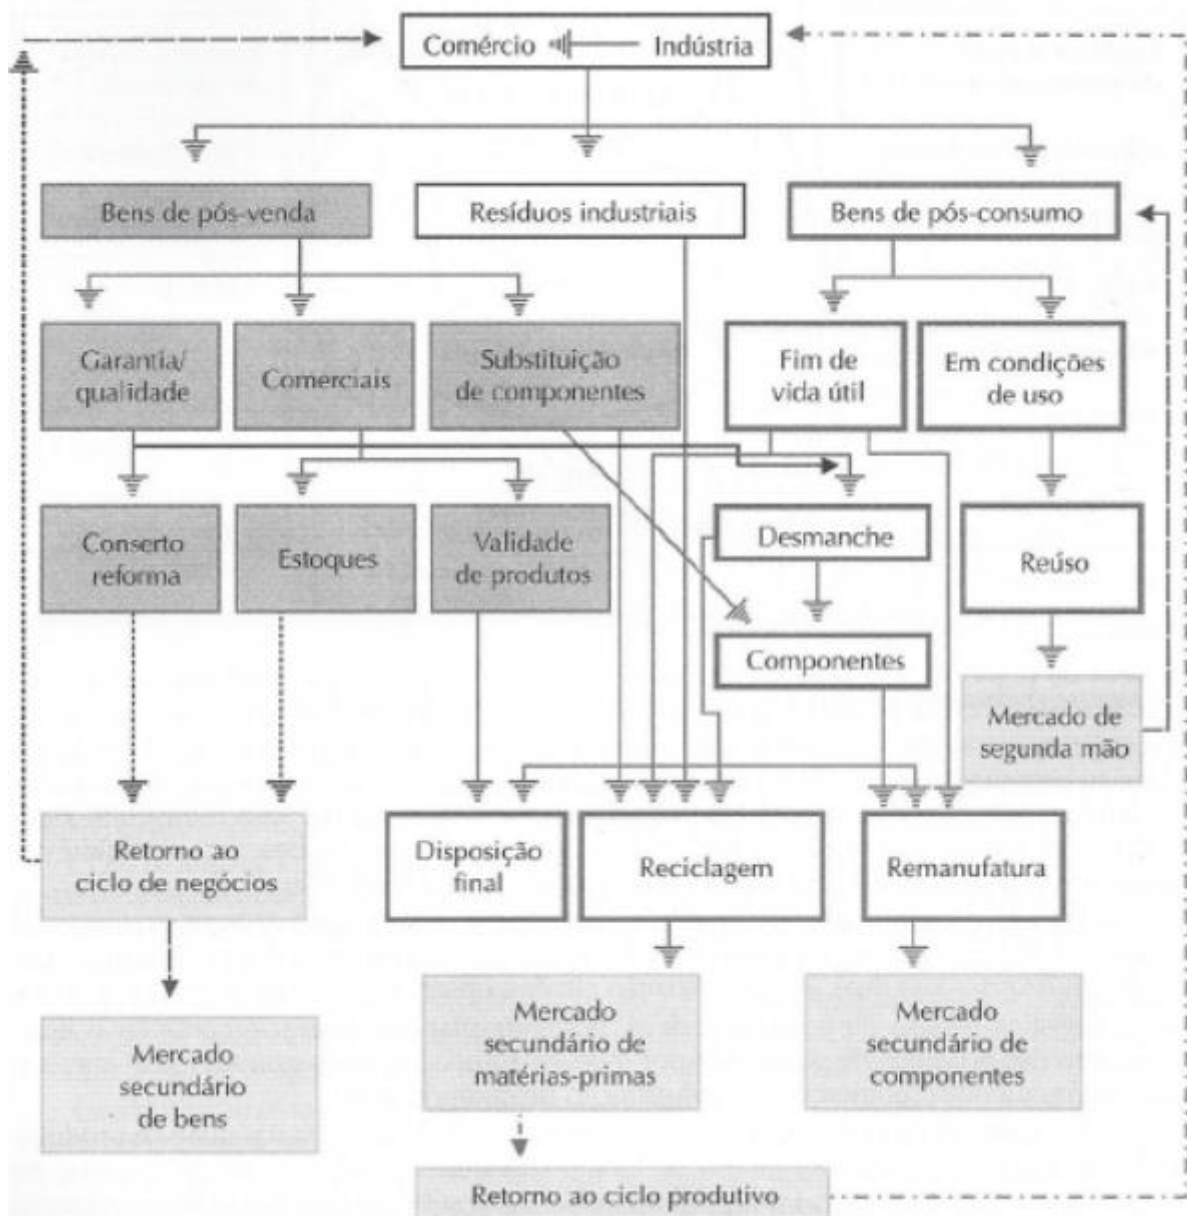 Comércio Indústria
Bens de pós-venda
Resíduos industriais
Bens de pós-consumo
Garantia/
qualidade
Comerciais
Substituição
de componentes
Fim de
vida útil
Em condições
de uso
Conserto
reforma
Estoques
Validade
de produtos
Desmanche
Reúso
Componentes
Mercado de
segunda mão
Retorno ao
ciclo de negócios
Disposição
final
Reciclagem
Remanufatura
Mercado
secundário
de bens
Mercado
secundário de
matérias-primas
Mercado
secundário de
componentes
Retorno ao ciclo produtivo